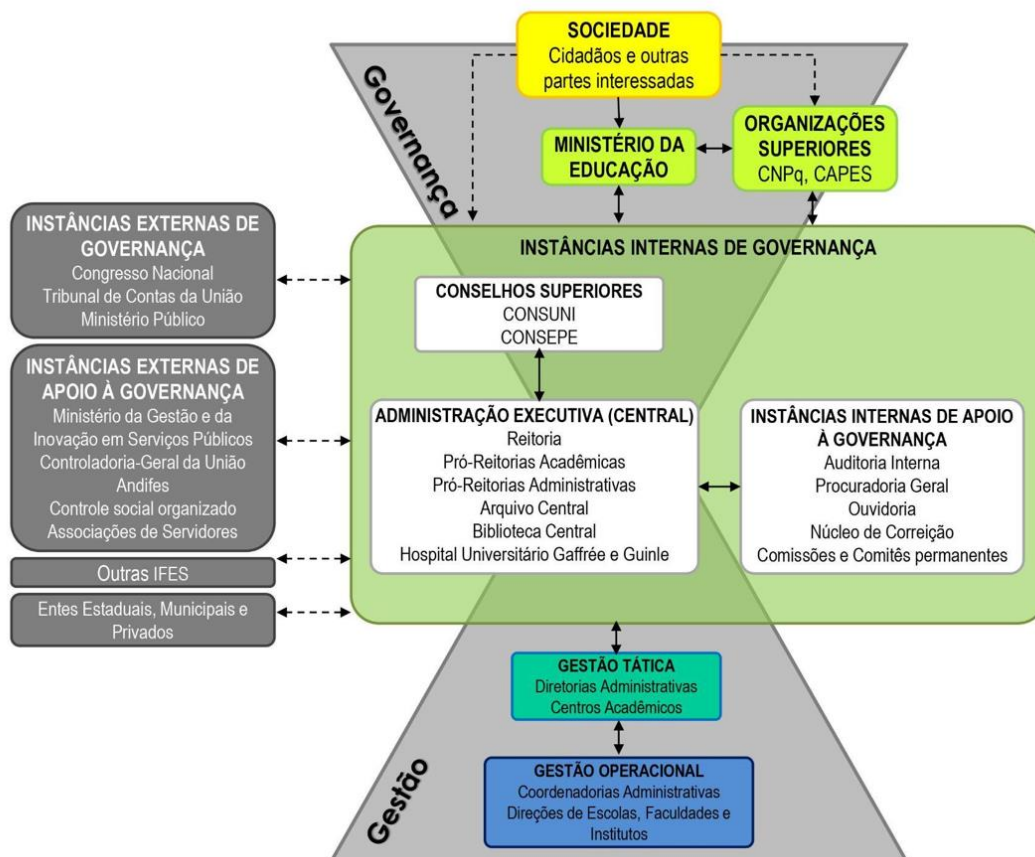 SOCIEDADE
Cidadãos e outras
partes interessadas
Governança
MINISTÉRIO DA
EDUCAÇÃO
ORGANIZAÇÕES
SUPERIORES
CNPq, CAPES
INSTÂNCIAS EXTERNAS DE
GOVERNANÇA
Congresso Nacional
Tribunal de Contas da União
Ministério Público
INSTÂNCIAS EXTERNAS DE
APOIO À GOVERNANÇA
Ministério da Gestão e da
Inovação em Serviços Públicos
Controladoria-Geral da União
Andifes
Controle social organizado
Associações de Servidores
Outras IFES
Entes Estaduais, Municipais e
Privados
INSTÂNCIAS INTERNAS DE GOVERNANÇA
CONSELHOS SUPERIORES
CONSUNI
CONSEPE
ADMINISTRAÇÃO EXECUTIVA (CENTRAL)
Reitoria
Pró-Reitorias Acadêmicas
Pró-Reitorias Administrativas
Arquivo Central
Biblioteca Central
Hospital Universitário Gaffrée e Guinle
INSTÂNCIAS INTERNAS DE APOIO
À GOVERNANÇA
Auditoria Interna
Procuradoria Geral
Ouvidoria
Núcleo de Correição
Comissões e Comitês permanentes
GESTÃO TÁTICA
Diretorias Administrativas
Centros Acadêmicos
GESTÃO OPERACIONAL
Coordenadorias Administrativas
Direções de Escolas, Faculdades e
Institutos
Gestão